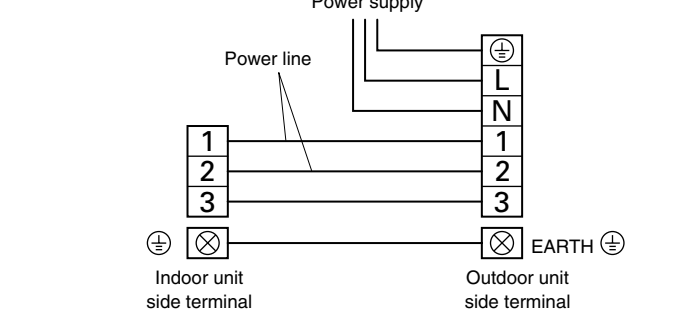 Power supply
Power line
L
N
1 1
2 2
3 3
EARTH
Indoor unit
side terminal
Outdoor unit
side terminal